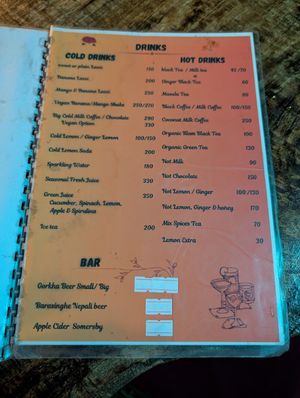 DRINKS
COLD DRINKS
sweet or plain Lassi 150
Banana Lassi 200
Mango & Banana Lassi 250
Vegan Banana/Mango Shake 250/270
Big Cold Milk Coffee / Chocolate 290
Vegan Option 330
Cold Lemon / Ginger Lemon 100/150
Cold Lemon Soda 200
Sparkling Water 180
Seasonal Fresh Juice 350
Green Juice 350
Cucumber, Spinach, Lemon,
Apple & Spirulina
Ice tea 200
HOT DRINKS
black Tea / Milk tea 45/70
Ginger Black Tea 60
Masala Tea 80
Black Coffee / Milk Coffee 100/150
Coconut Milk Coffee 250
Organic Black Tea 100
Organic Green Tea 130
Hot Milk 90
Hot Chocolate 150
Hot Lemon / Ginger 100/130
Hot Lemon, Ginger & honey 170
Mix Spices Tea 70
Lemon Extra 30
BAR
Gorkha Beer Small/ Big
Barasinghe Nepali beer
Apple Cider Somersby